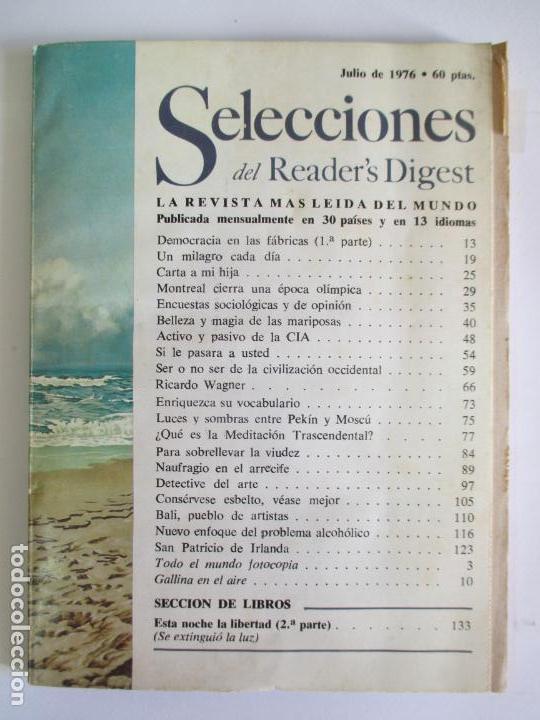 Julio de 1976 • 60 ptas.
Selecciones
del Reader's Digest
LA REVISTA MAS LEIDA DEL MUNDO
Publicada mensualmente en 30 países y en 13 idiomas
Democracia en las fábricas (1.ª parte) . . . . . . . 13
Un milagro cada día . . . . . . . . . . . . . . . 19
Carta a mi hija . . . . . . . . . . . . . . . . . 25
Montreal cierra una época olímpica . . . . . . . . 29
Encuestas sociológicas y de opinión . . . . . . . . 35
Belleza y magia de las mariposas . . . . . . . . . 40
Activo y pasivo de la CIA . . . . . . . . . . . . 48
Si le pasara a usted . . . . . . . . . . . . . . . 54
Ser o no ser de la civilización occidental . . . . . . 59
Ricardo Wagner . . . . . . . . . . . . . . . . . 66
Enriquezca su vocabulario . . . . . . . . . . . . 73
Luces y sombras entre Pekín y Moscú . . . . . . . 75
¿Qué es la Meditación Trascendental? . . . . . . . 77
Para sobrellevar la viudez . . . . . . . . . . . . 84
Naufragio en el arrecife . . . . . . . . . . . . . 89
Detective del arte . . . . . . . . . . . . . . . . 97
Consérvese esbelto, véase mejor . . . . . . . . . . 105
Bali, pueblo de artistas . . . . . . . . . . . . . 110
Nuevo enfoque del problema alcohólico . . . . . . . 116
San Patricio de Irlanda . . . . . . . . . . . . . 123
Todo el mundo fotocopia . . . . . . . . . . . . . 3
Gallina en el aire . . . . . . . . . . . . . . . . 10
SECCION DE LIBROS
Esta noche la libertad (2.ª parte) . . . . . . . . . 133
(Se extinguió la luz)
todocoleccion.net